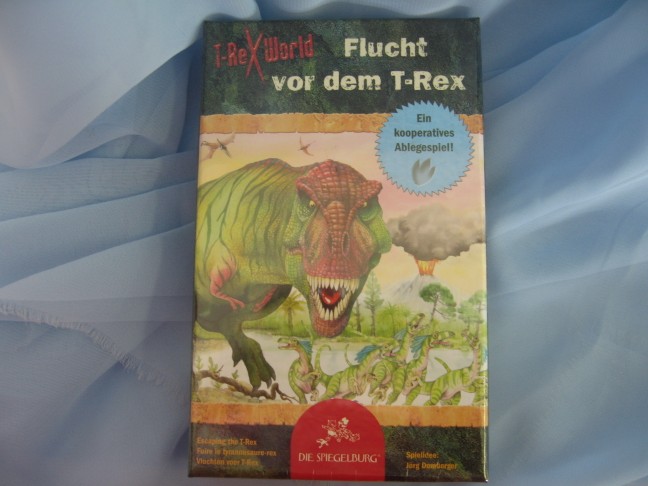 T-Rex World
Flucht
vor dem T-Rex
Ein
kooperatives
Ablegespiel!
Escaping the T-Rex
Fuire le tyrannosaure-rex
Vluchten voor T-Rex
DIE SPIEGELBURG
Spielidee:
Jörg Domberger